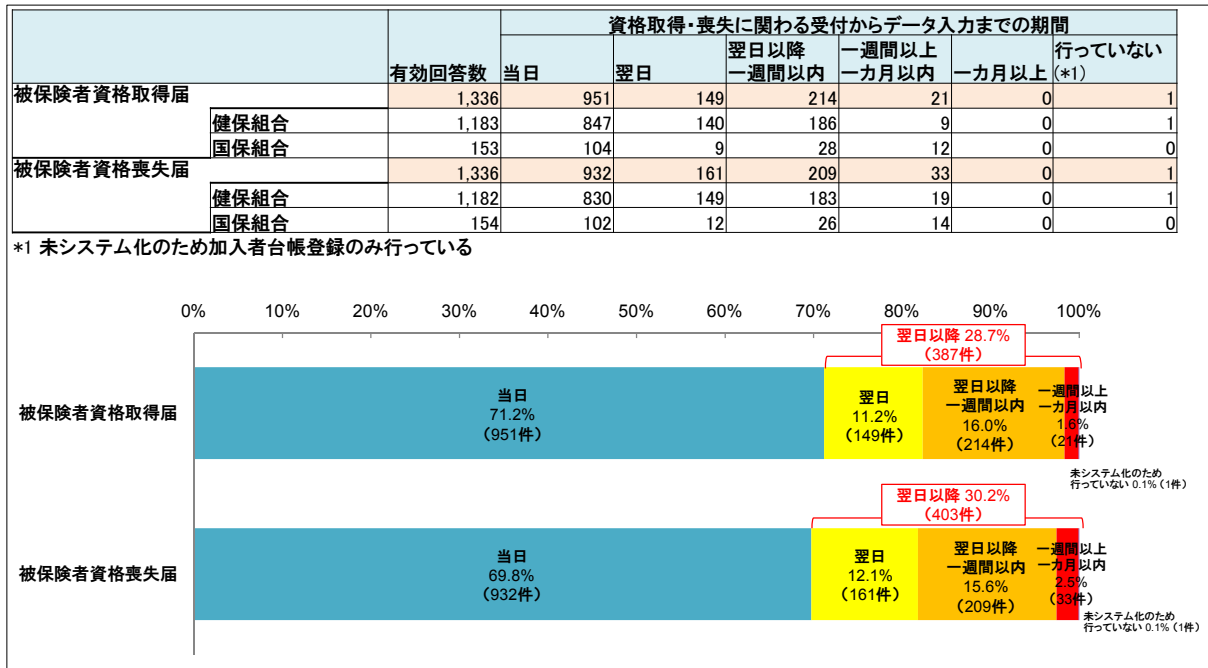 資格取得・喪失に関わる受付からデータ入力までの期間
有効回答数 当日 翌日 翌日以降 一週間以内 一週間以上 一カ月以内 一カ月以上 行っていない (*1)
被保険者資格取得届 1,336 951 149 214 21 0 1
健保組合 1,183 847 140 186 9 0 1
国保組合 153 104 9 28 12 0 0
被保険者資格喪失届 1,336 932 161 209 33 0 1
健保組合 1,182 830 149 183 19 0 1
国保組合 154 102 12 26 14 0 0
*1 未システム化のため加入者台帳登録のみ行っている
0% 10% 20% 30% 40% 50% 60% 70% 80% 90% 100%
翌日以降 28.7%
(387件)
被保険者資格取得届
当日
71.2%
(951件)
翌日
11.2%
(149件)
翌日以降
一週間以内
16.0%
(214件)
一週間以上
一カ月以内
1.6%
(21件)
未システム化のため
行っていない 0.1% (1件)
翌日以降 30.2%
(403件)
被保険者資格喪失届
当日
69.8%
(932件)
翌日
12.1%
(161件)
翌日以降
一週間以内
15.6%
(209件)
一週間以上
一カ月以内
2.5%
(33件)
未システム化のため
行っていない 0.1% (1件)